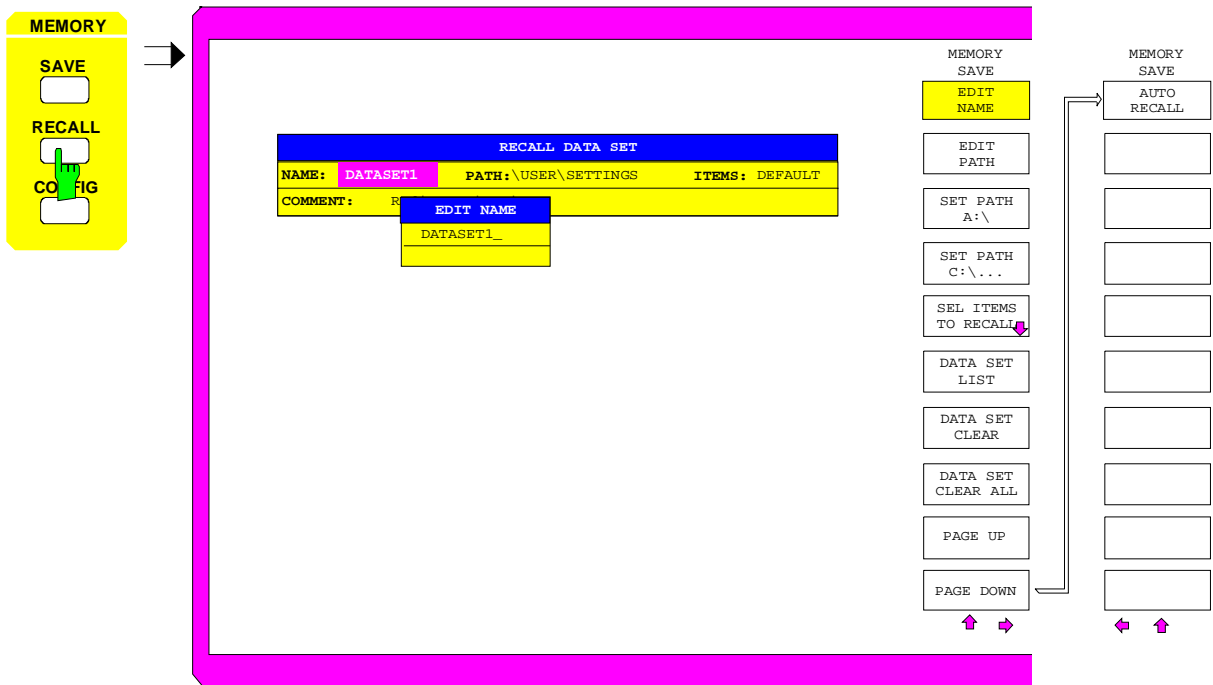 MEMORY
SAVE
RECALL
CO FIG
RECALL DATA SET
NAME: DATASET1 PATH:\USER\SETTINGS ITEMS: DEFAULT
COMMENT:
EDIT NAME
DATASET1_
MEMORY
SAVE
EDIT
NAME
EDIT
PATH
SET PATH
A:\
SET PATH
C:\...
SEL ITEMS
TO RECALL
DATA SET
LIST
DATA SET
CLEAR
DATA SET
CLEAR ALL
PAGE UP
PAGE DOWN
MEMORY
SAVE
AUTO
RECALL